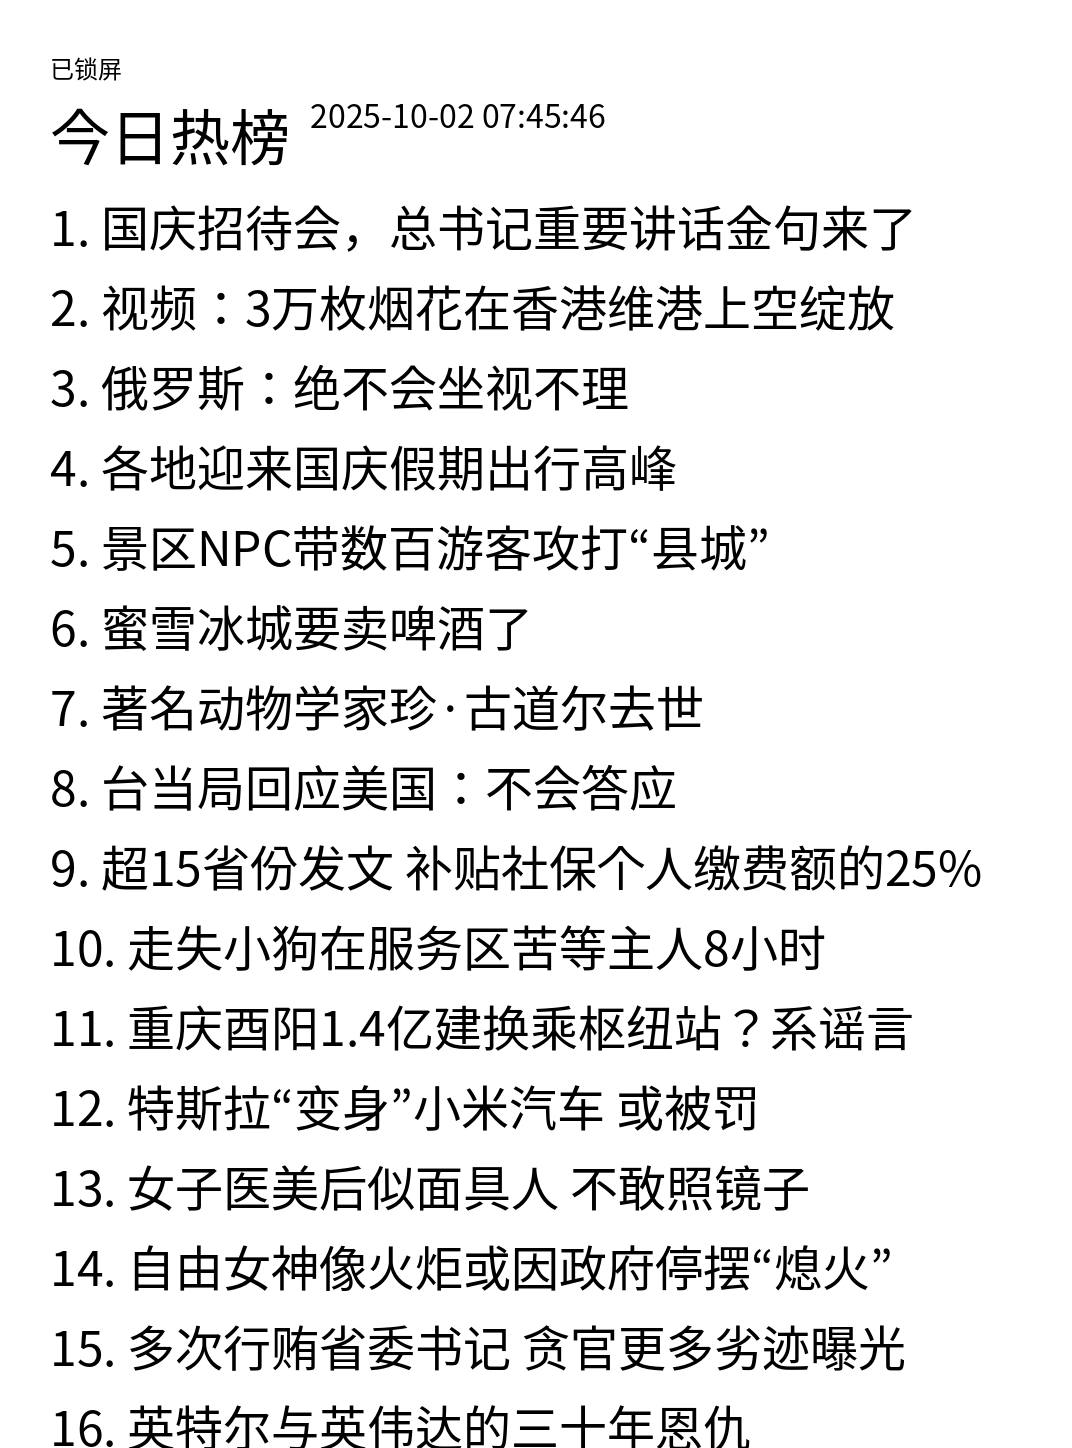 已锁屏
今日热榜 2025-10-02 07:45:46
1. 国庆招待会，总书记重要讲话金句来了
2. 视频：3万枚烟花在香港维港上空绽放
3. 俄罗斯：绝不会坐视不理
4. 各地迎来国庆假期出行高峰
5. 景区NPC带数百游客攻打“县城”
6. 蜜雪冰城要卖啤酒了
7. 著名动物学家珍·古道尔去世
8. 台当局回应美国：不会答应
9. 超15省份发文 补贴社保个人缴费额的25%
10. 走失小狗在服务区苦等主人8小时
11. 重庆酉阳1.4亿建换乘枢纽站？系谣言
12. 特斯拉“变身”小米汽车 或被罚
13. 女子医美后似面具人 不敢照镜子
14. 自由女神像火炬或因政府停摆“熄火”
15. 多次行贿省委书记 贪官更多劣迹曝光
16. 英特尔与英伟达的三十年恩仇